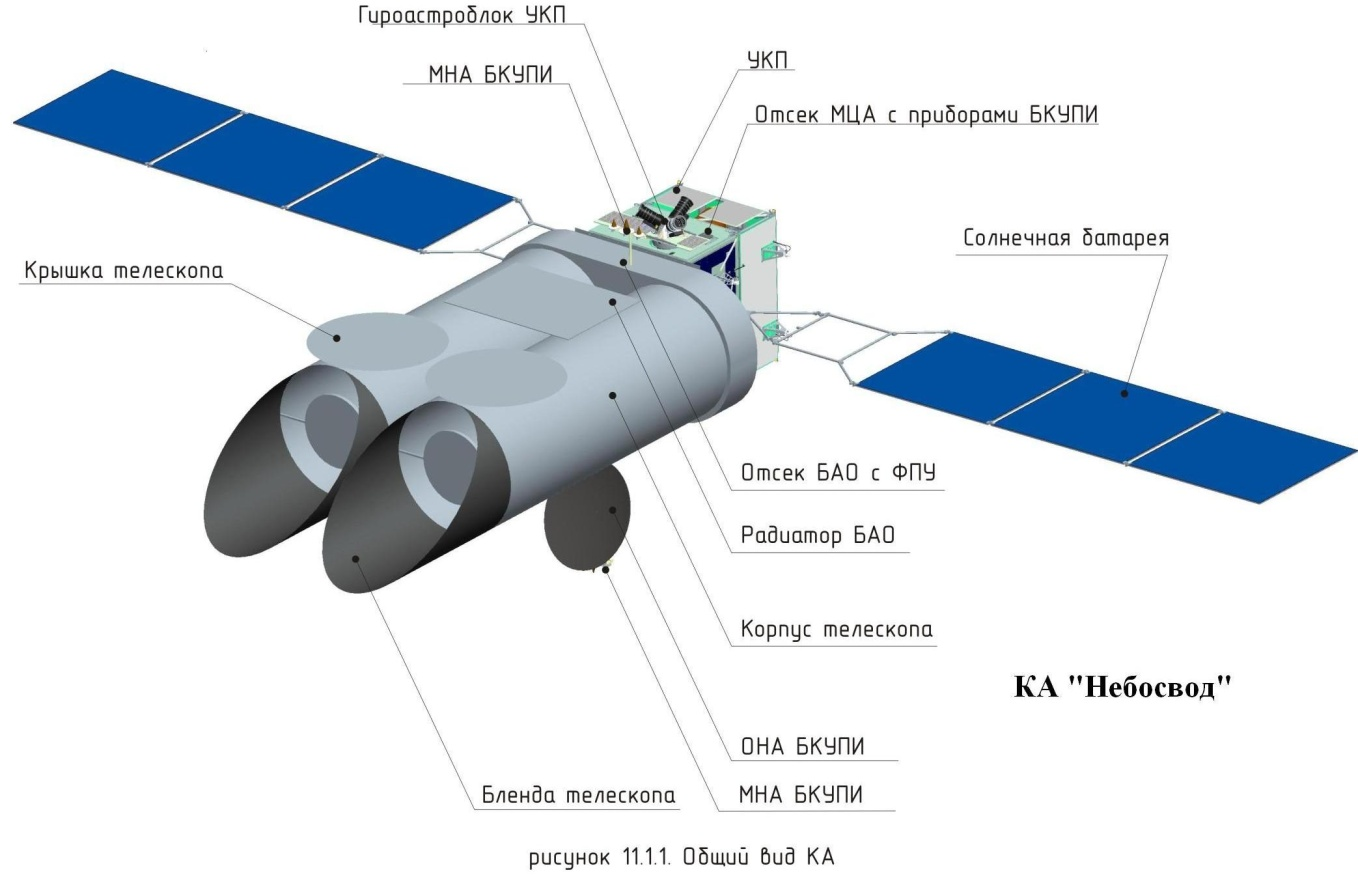 Гироастроблок УКП
УКП
МНА БКУПИ
Отсек МЦА с приборами БКУПИ
Солнечная батарея
Крышка телескопа
Отсек БАО с ФПУ
Радиатор БАО
Корпус телескопа
КА "Небосвод"
ОНА БКУПИ
Бленда телескопа
МНА БКУПИ
рисунок 11.1.1. Общий вид КА